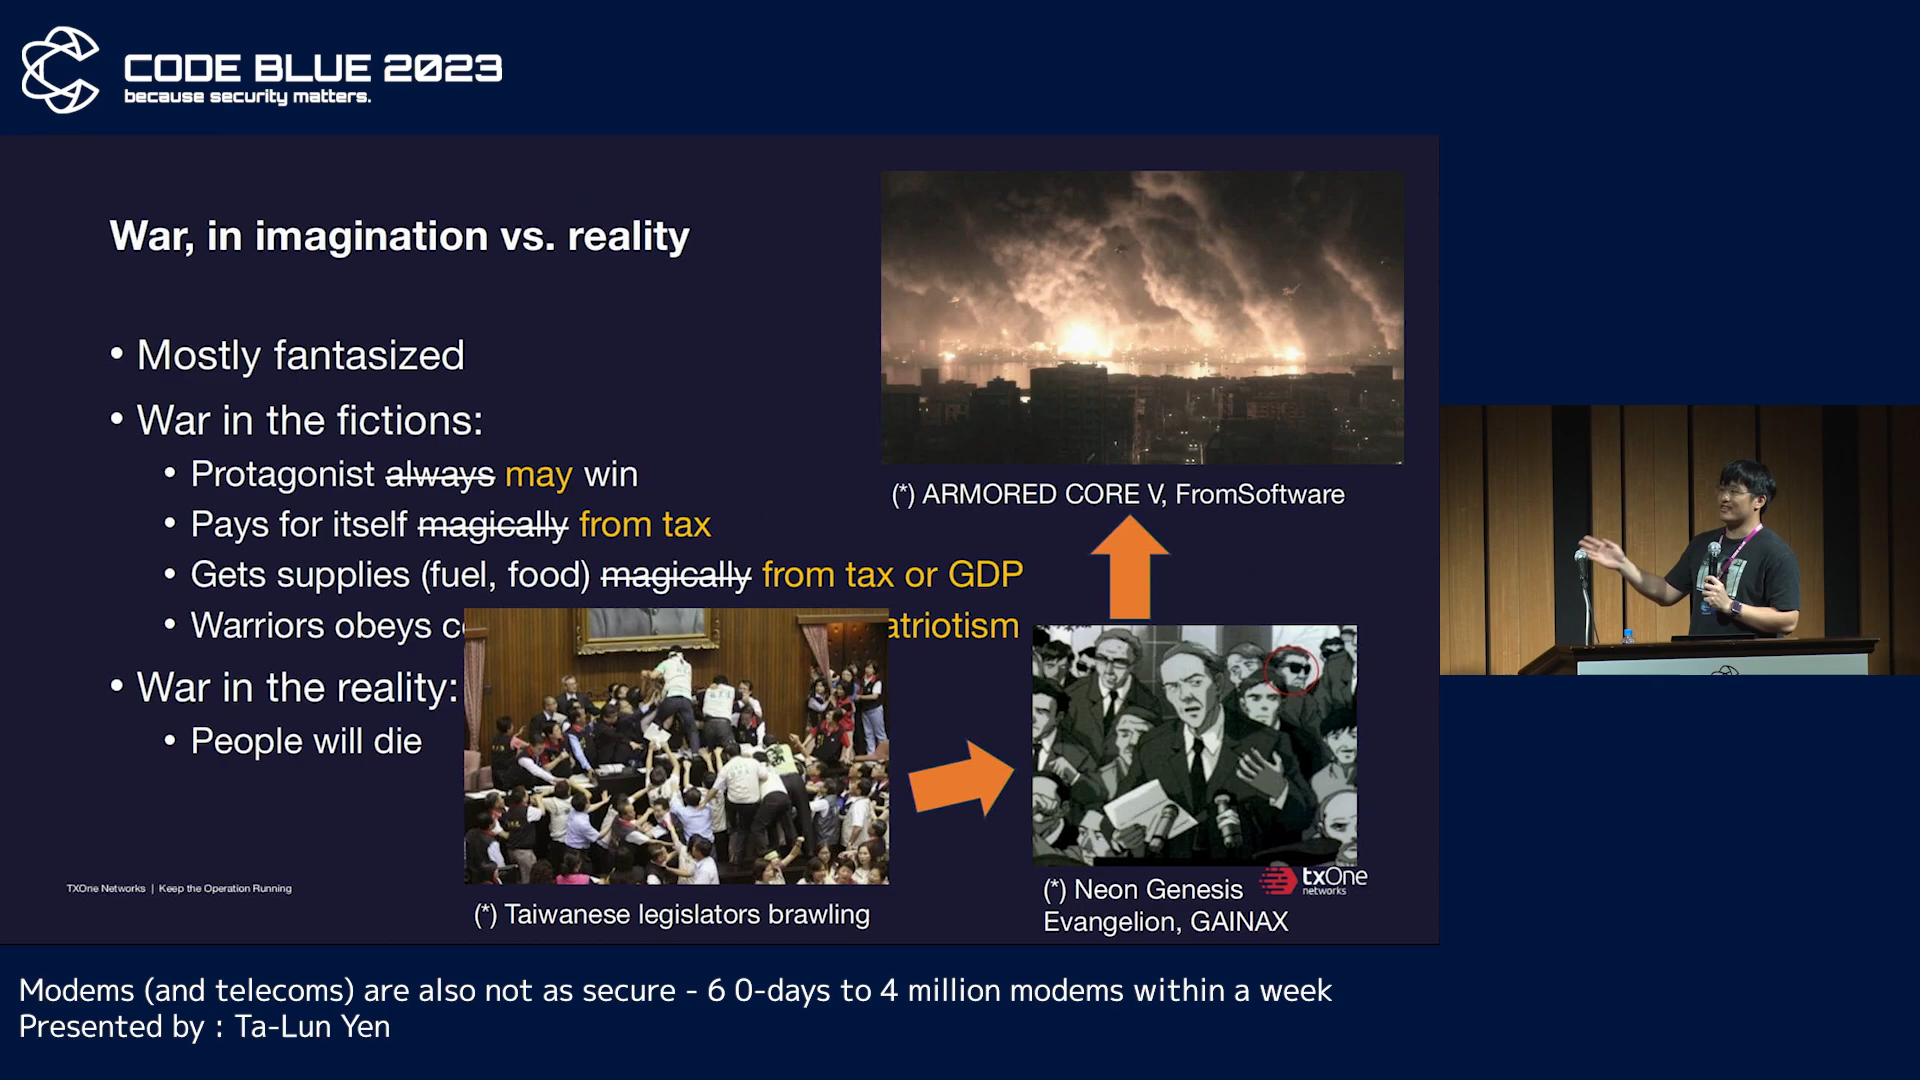 CODE BLUE 2023
because security matters.
War, in imagination vs. reality
• Mostly fantasized
• War in the fictions:
• Protagonist always may win
• Pays for itself magically from tax
• Gets supplies (fuel, food) magically from tax or GDP
• Warriors obeys atriotism
• War in the reality:
• People will die
(*) ARMORED CORE V, FromSoftware
(*) Taiwanese legislators brawling
(*) Neon Genesis
Evangelion, GAINAX
txOne
networks
TXOne Networks | Keep the Operation Running
Modems (and telecoms) are also not as secure - 6 0-days to 4 million modems within a week
Presented by : Ta-Lun Yen